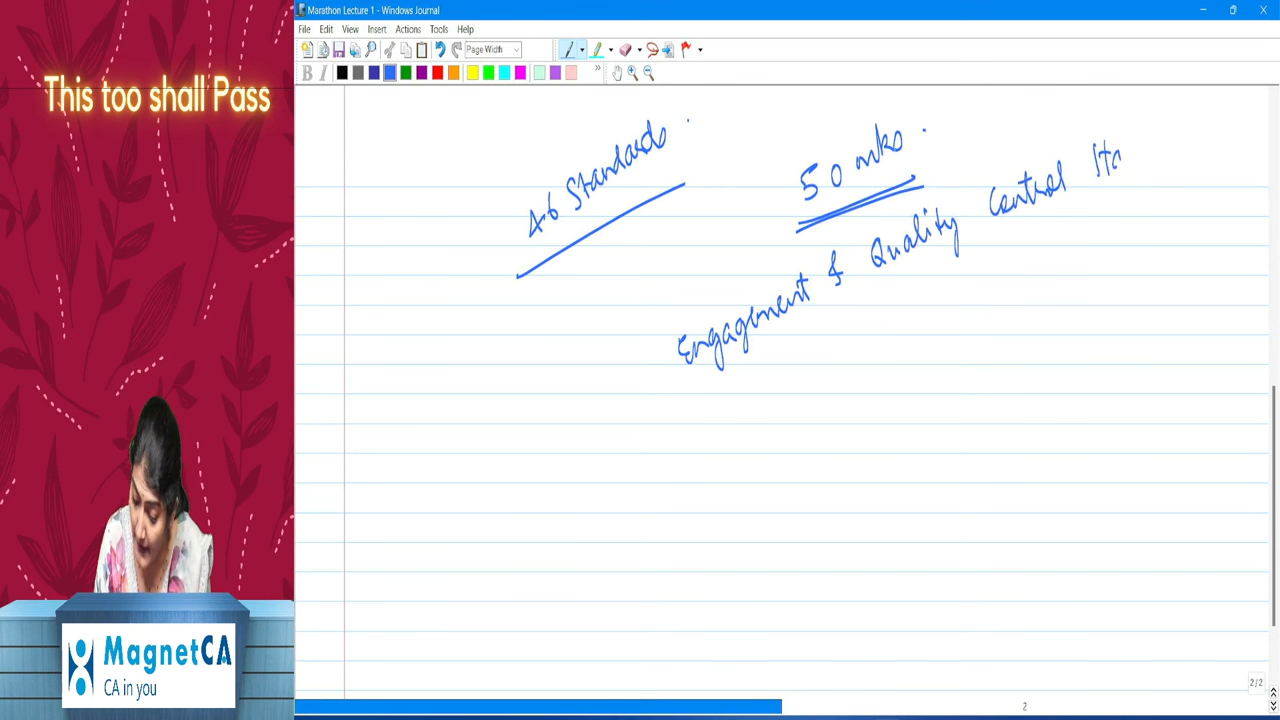 Marathon Lecture 1 - Windows Journal
File Edit View Insert Actions Tools Help
Page Width
B I
This too shall Pass
46 Standards
50 mks
Engagement & Quality Control Sta
MagnetCA
CA in you
2/2
2